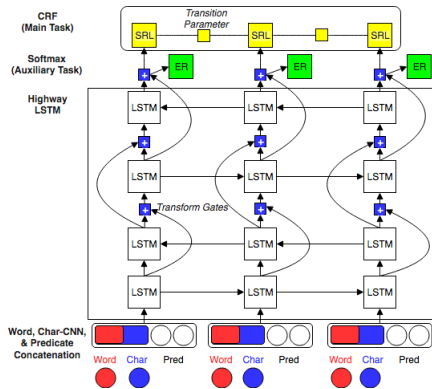 CRF
(Main Task)
Transition
Parameter
SRL SRL SRL
Softmax
(Auxiliary Task)
ER ER ER
+ + +
Highway
LSTM
LSTM LSTM LSTM
+ + +
LSTM LSTM LSTM
+ + +
Transform Gates
LSTM LSTM LSTM
LSTM LSTM LSTM
Word, Char-CNN,
& Predicate
Concatenation
Word Char Pred Word Char Pred Word Char Pred